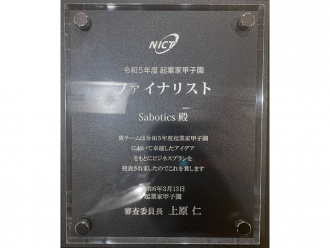 NICT
令和5年度 起業家甲子園
ファイナリスト
Sabotics 殿
貴チームは令和5年度起業家甲子園
において卓越したアイデア
をもとにビジネスプランを
発表されましたのでこれを賞します
令和6年3月13日
起業家甲子園
審査委員長 上原 仁